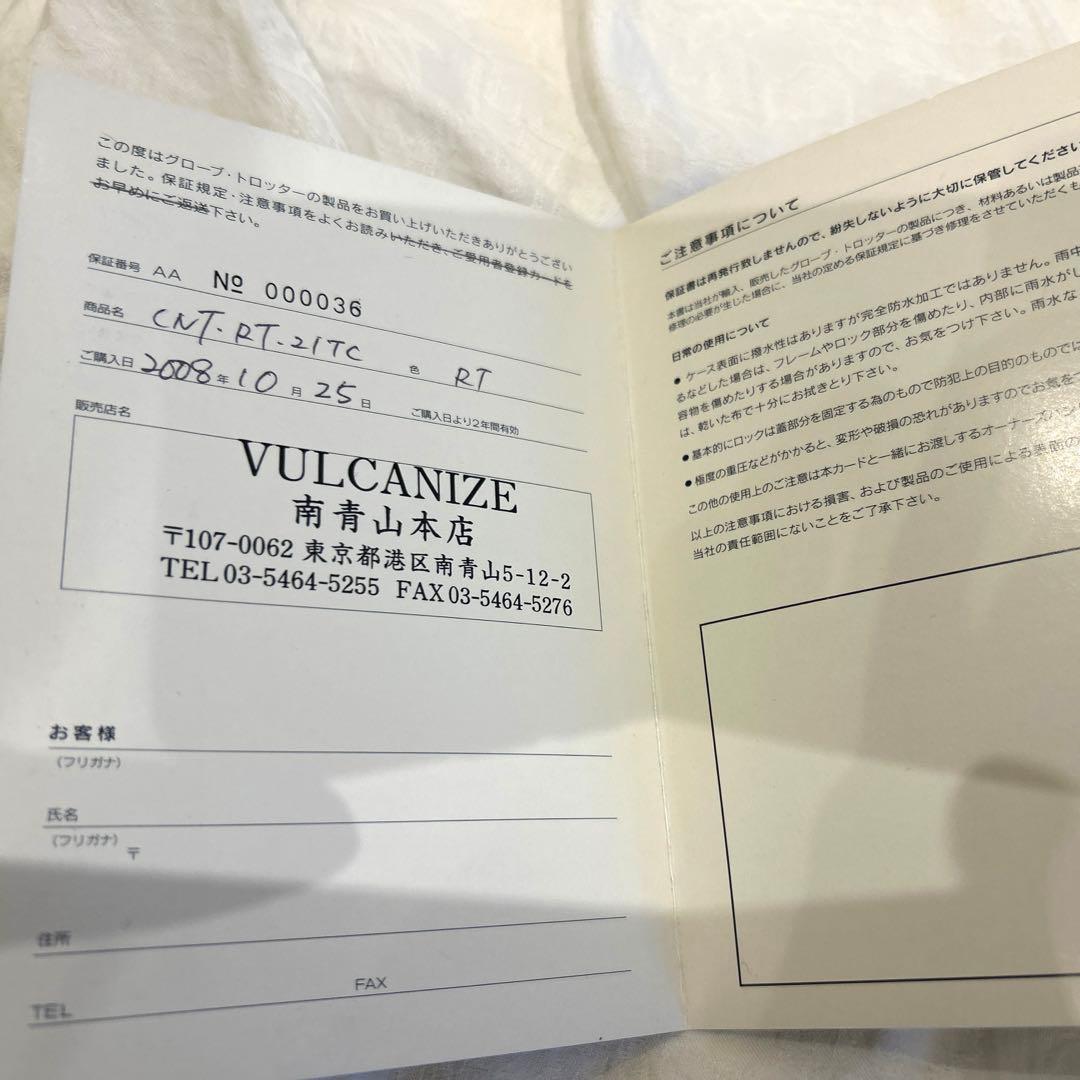 この度はグローブ・トロッターの製品をお買い上げいただきありがとうござい
ました。保証規定・注意事項をよくお読みいただき、ご愛用者登録カードを
お早めにご返送下さい。
保証番号 AA № 000036
商品名 CNT・RT・21TC 色 RT
ご購入日 2008年 10月 25日 ご購入日より2年間有効
販売店名
VULCANIZE
南青山本店
〒107-0062 東京都港区南青山5-12-2
TEL 03-5464-5255 FAX 03-5464-5276
お客様
(フリガナ)
氏名
(フリガナ)
〒
住所
TEL FAX
ご注意事項について
保証書は再発行致しませんので、紛失しないように大切に保管してください
本書は当社が輸入、販売したグローブ・トロッターの製品につき、材料あるいは製品
修理の必要が生じた場合に、当社の定める保証規定に基づき修理をさせていただくも
日常の使用について
● ケース表面に撥水性はありますが完全防水加工ではありません。雨中
るなどした場合は、フレームやロック部分を傷めたり、内部に雨水がし
容物を傷めたりする場合がありますので、お気をつけ下さい。雨水な
は、乾いた布で十分にお拭きとり下さい。
● 基本的にロックは蓋部分を固定する為のもので防犯上の目的のものでは
● 極度の重圧などがかかると、変形や破損の恐れがありますのでお気を
この他の使用上のご注意は本カードと一緒にお渡しするオーナーズハン
以上の注意事項における損害、および製品のご使用による
当社の責任範囲にないことをご了承下さい。